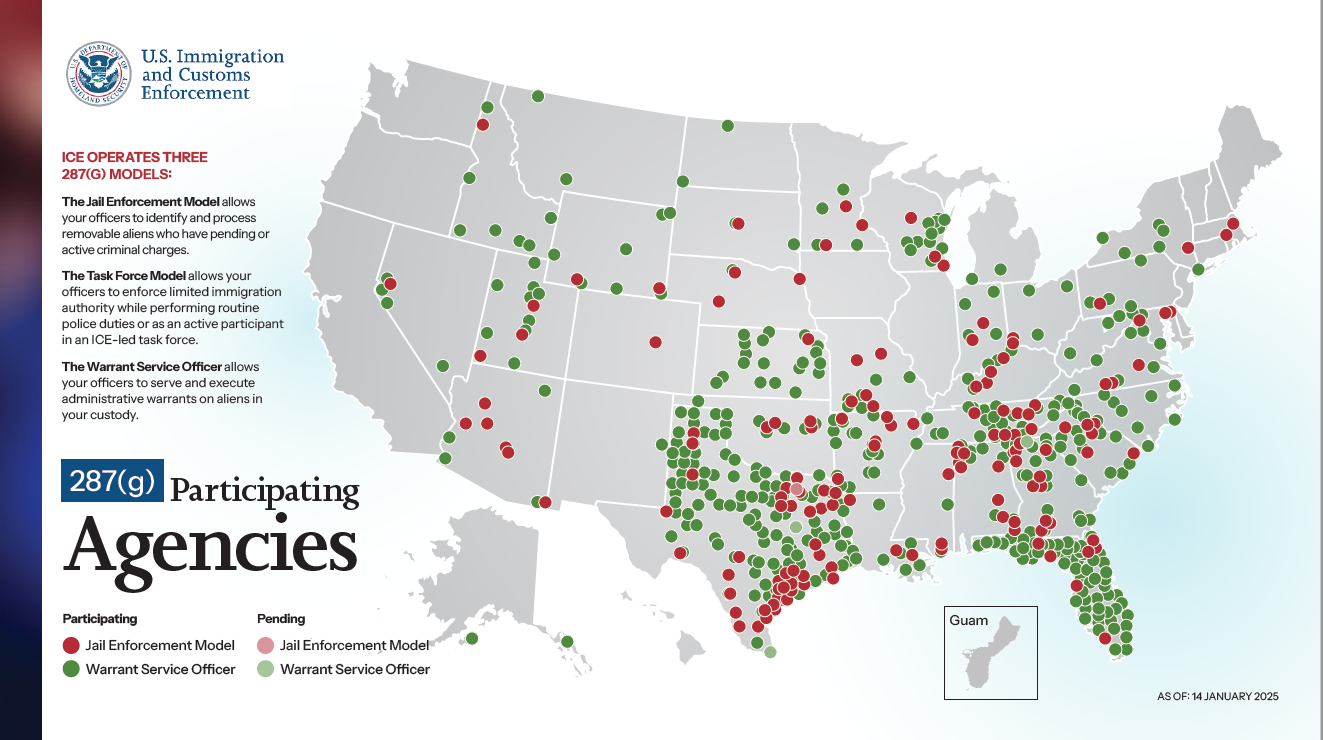 U.S. DEPARTMENT OF
HOMELAND SECURITY
U.S. Immigration
and Customs
Enforcement
ICE OPERATES THREE
287(G) MODELS:
The Jail Enforcement Model allows
your officers to identify and process
removable aliens who have pending or
active criminal charges.
The Task Force Model allows your
officers to enforce limited immigration
authority while performing routine
police duties or as an active participant
in an ICE-led task force.
The Warrant Service Officer allows
your officers to serve and execute
administrative warrants on aliens in
your custody.
287(g) Participating
Agencies
Participating
Jail Enforcement Model
Warrant Service Officer
Pending
Jail Enforcement Model
Warrant Service Officer
Guam
AS OF: 14 JANUARY 2025